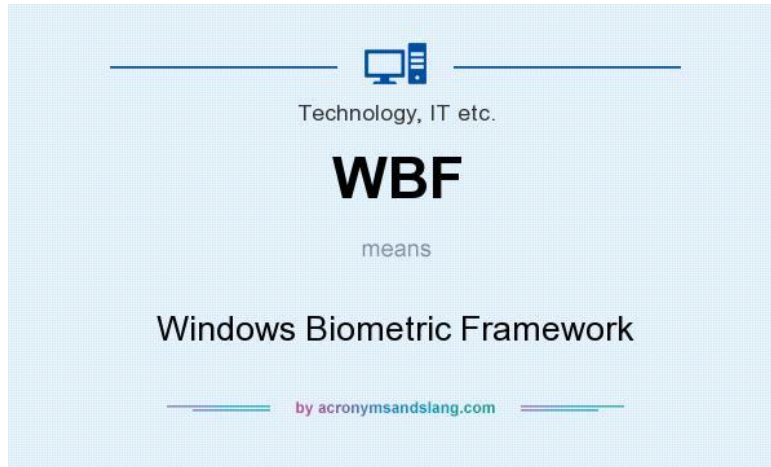 Technology, IT etc.
WBF
means
Windows Biometric Framework
by acronymsandslang.com